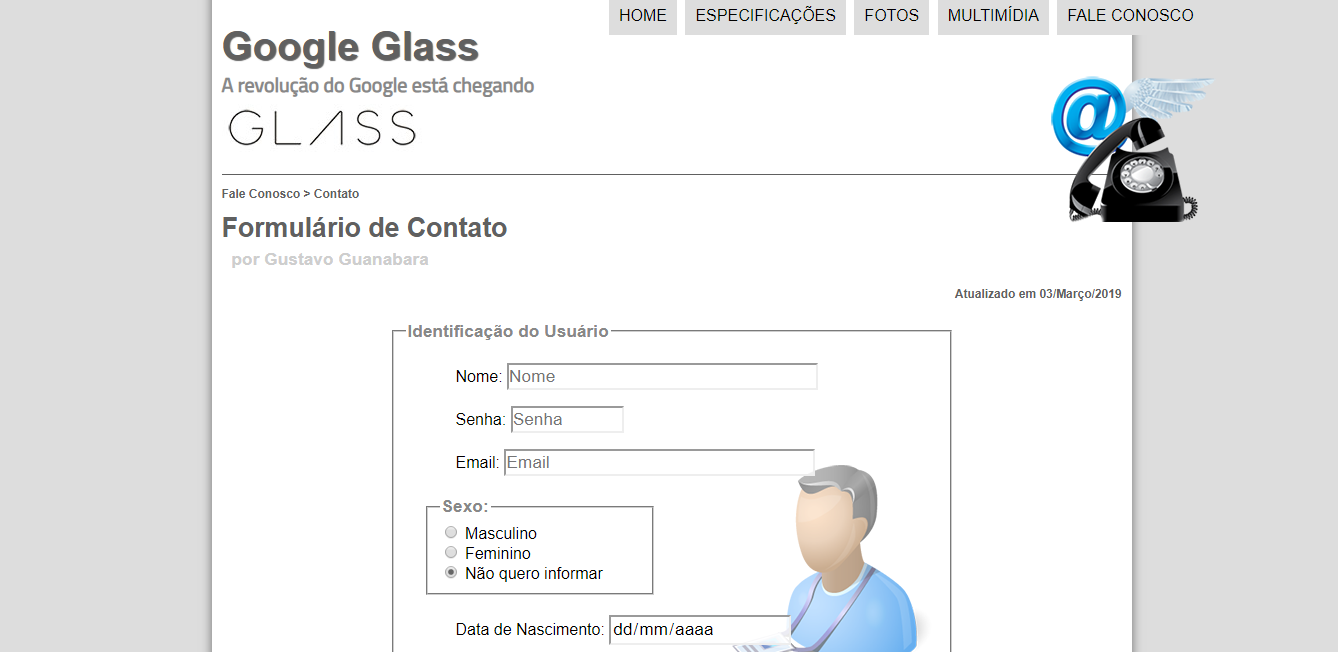 HOME ESPECIFICAÇÕES FOTOS MULTIMÍDIA FALE CONOSCO
Google Glass
A revolução do Google está chegando
GLASS
@
Fale Conosco > Contato
Formulário de Contato
por Gustavo Guanabara
Atualizado em 03/Março/2019
Identificação do Usuário
Nome: Nome
Senha: Senha
Email: Email
Sexo:
Masculino
Feminino
Não quero informar
Data de Nascimento: dd/mm/aaaa